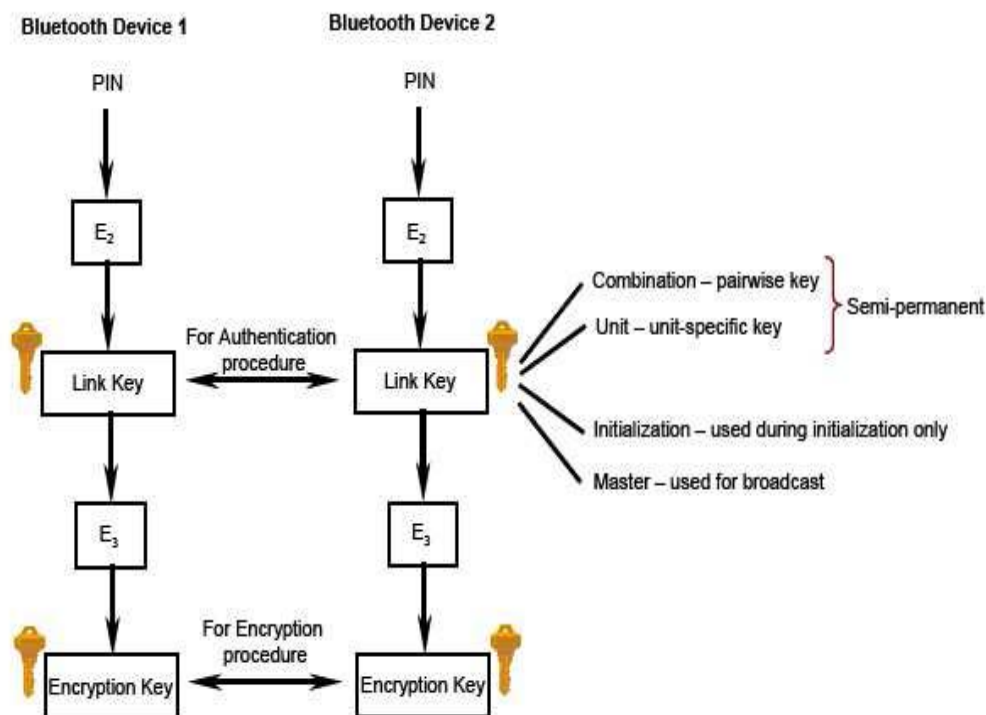 Bluetooth Device 1
Bluetooth Device 2
PIN
PIN
E₂
E₂
Combination – pairwise key
Unit – unit-specific key
Semi-permanent
For Authentication
procedure
Link Key
Link Key
Initialization – used during initialization only
Master – used for broadcast
E₃
E₃
For Encryption
procedure
Encryption Key
Encryption Key